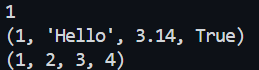 1
(1, 'Hello', 3.14, True)
(1, 2, 3, 4)